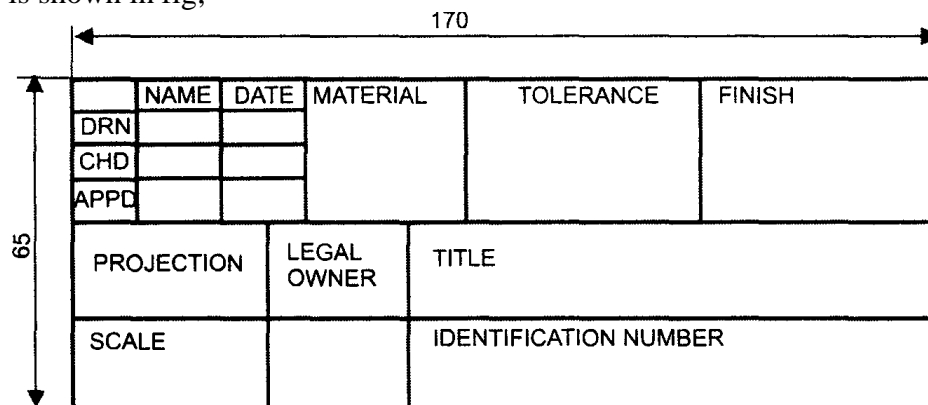 is shown in fig,
170
NAME DATE MATERIAL TOLERANCE FINISH
DRN
CHD
APPD
65
PROJECTION LEGAL OWNER TITLE
SCALE IDENTIFICATION NUMBER